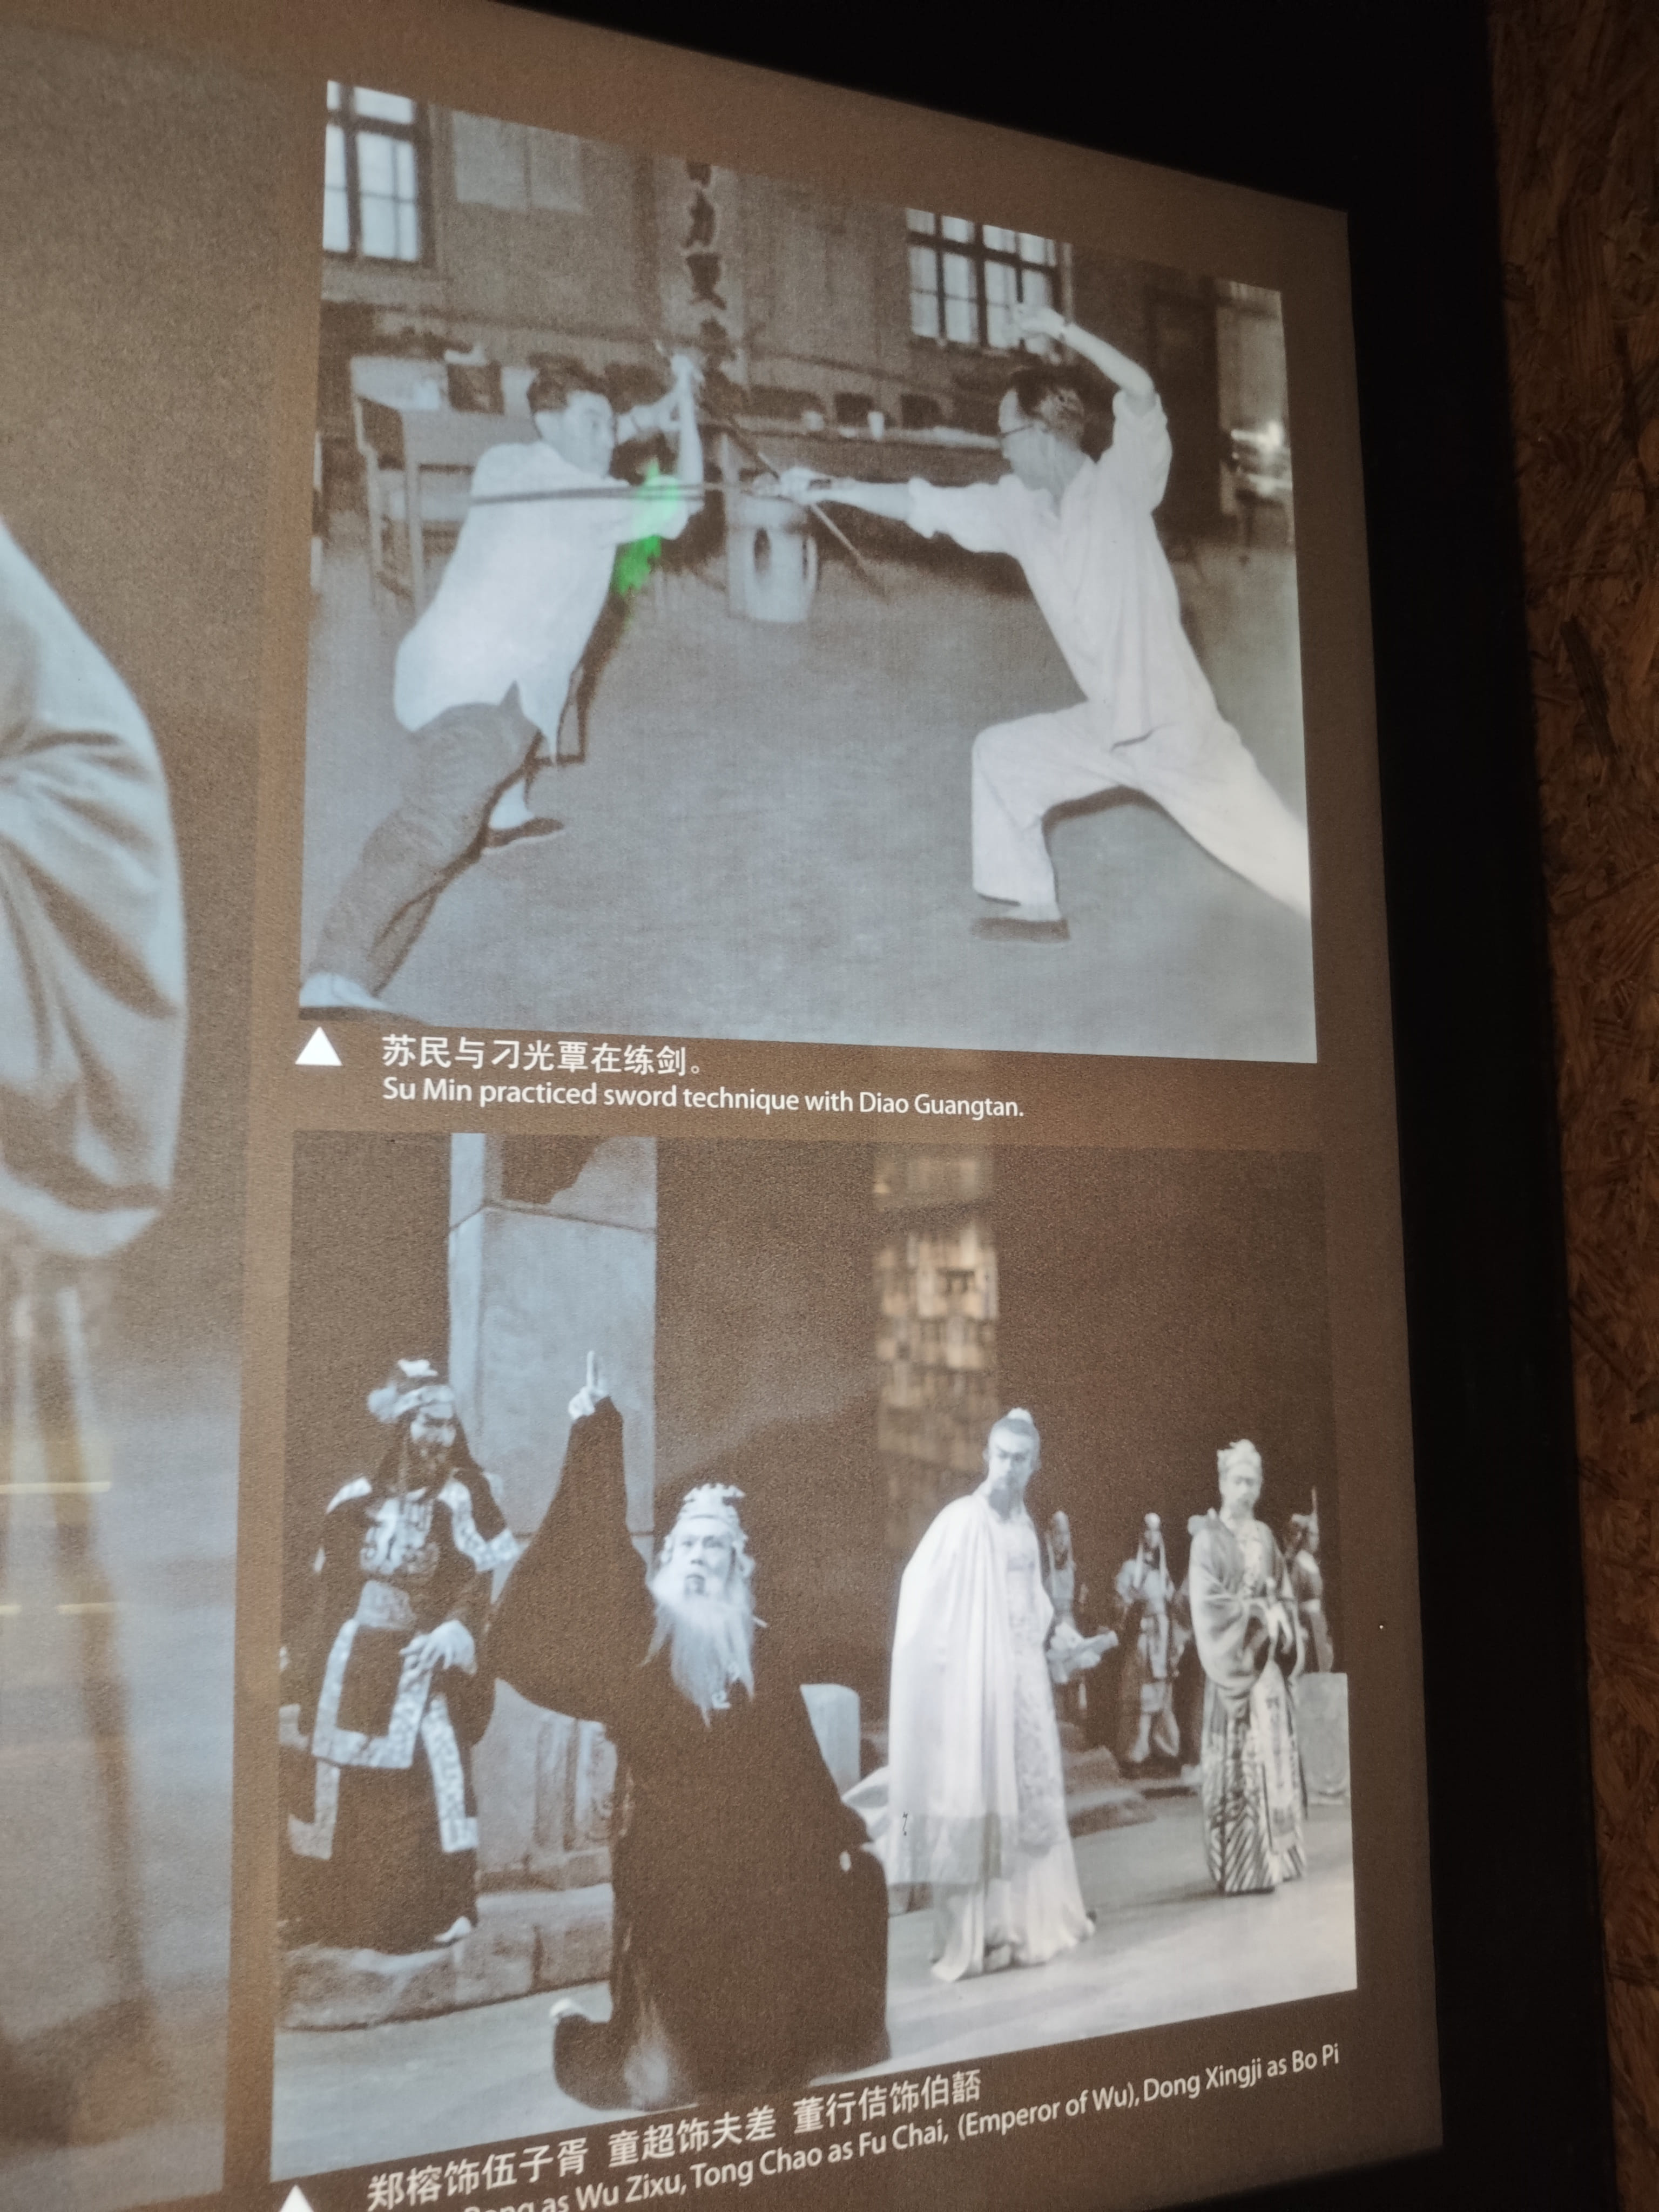 力
苏民与刁光覃在练剑。
Su Min practiced sword technique with Diao Guangtan.
郑榕饰伍子胥 童超饰夫差 董行佶饰伯嚭
Rong as Wu Zixu, Tong Chao as Fu Chai, (Emperor of Wu), Dong Xingji as Bo Pi